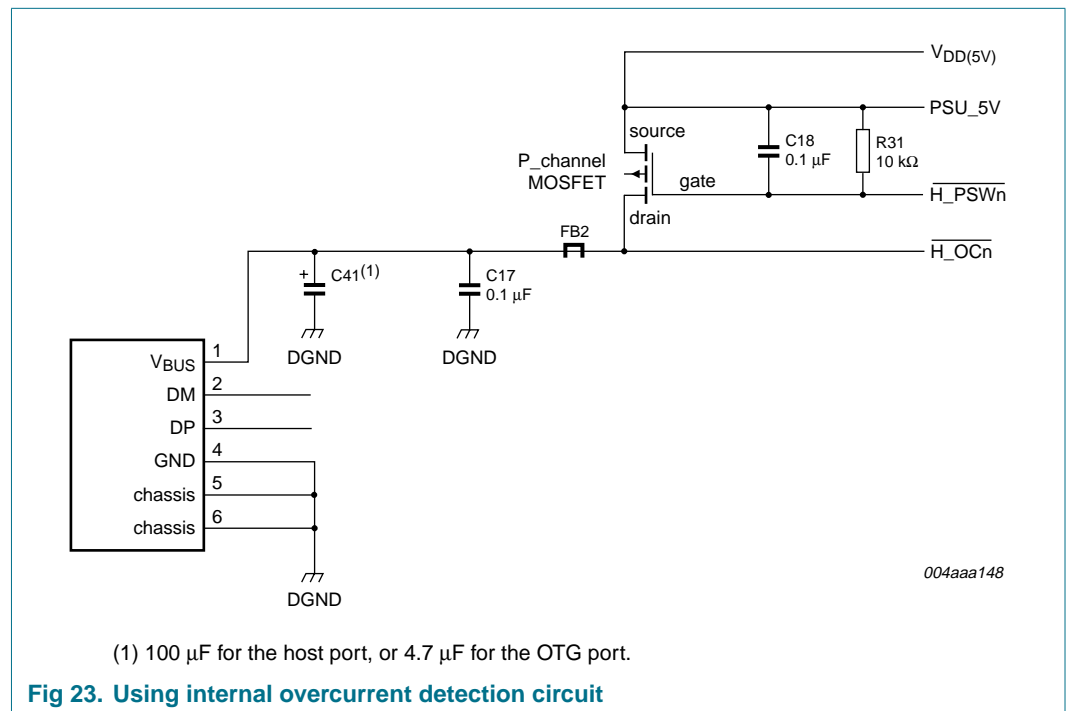 VDD(5V)
PSU_5V
source
C18
0.1 μF
R31
10 kΩ
P_channel
MOSFET
gate
H_PSWn
drain
FB2
H_OCn
+ C41(1)
C17
0.1 μF
DGND
DGND
VBUS 1
DM 2
DP 3
GND 4
chassis 5
chassis 6
DGND
004aaa148
(1) 100 μF for the host port, or 4.7 μF for the OTG port.
Fig 23. Using internal overcurrent detection circuit